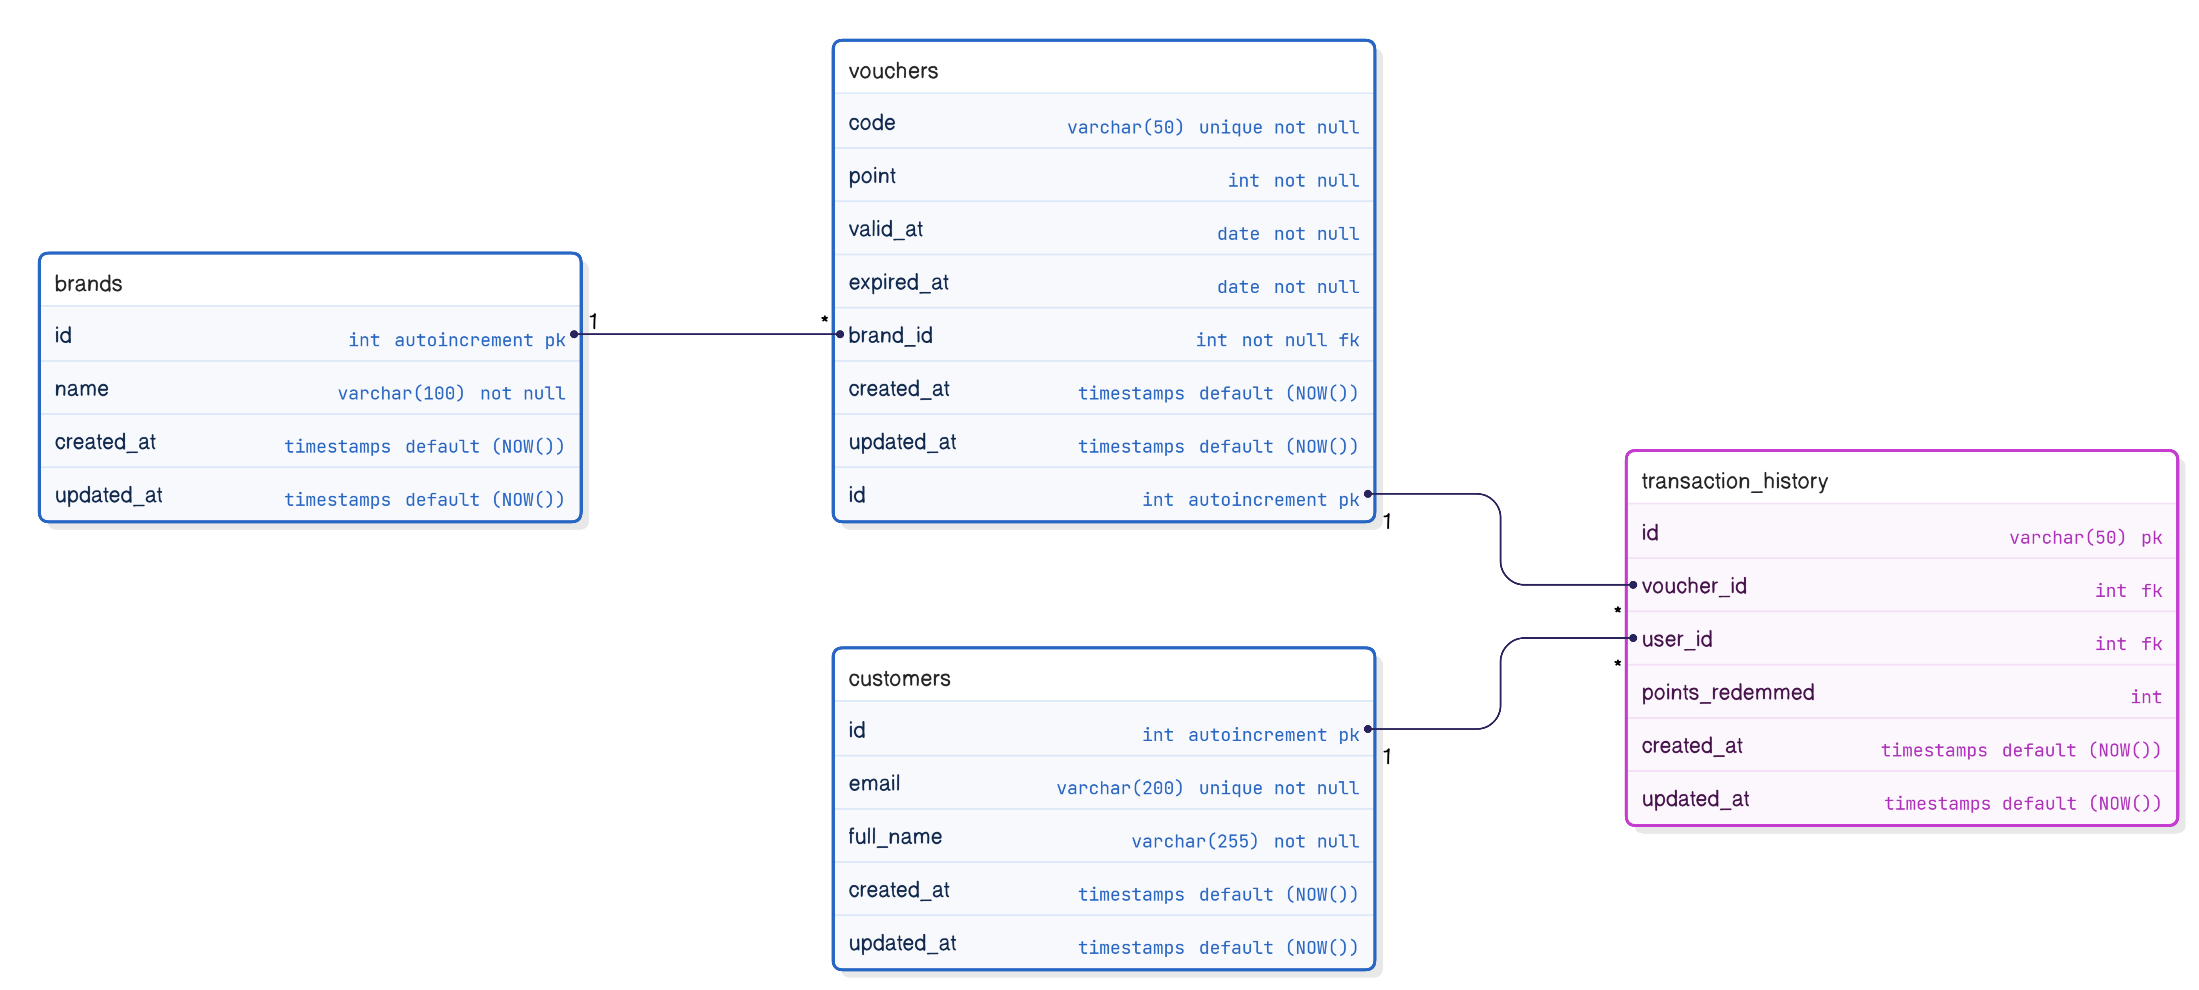 brands
id int autoincrement pk
name varchar(100) not null
created_at timestamps default (NOW())
updated_at timestamps default (NOW())
1
*
vouchers
code varchar(50) unique not null
point int not null
valid_at date not null
expired_at date not null
brand_id int not null fk
created_at timestamps default (NOW())
updated_at timestamps default (NOW())
id int autoincrement pk
1
*
customers
id int autoincrement pk
email varchar(200) unique not null
full_name varchar(255) not null
created_at timestamps default (NOW())
updated_at timestamps default (NOW())
1
*
transaction_history
id varchar(50) pk
voucher_id int fk
user_id int fk
points_redemmed int
created_at timestamps default (NOW())
updated_at timestamps default (NOW())